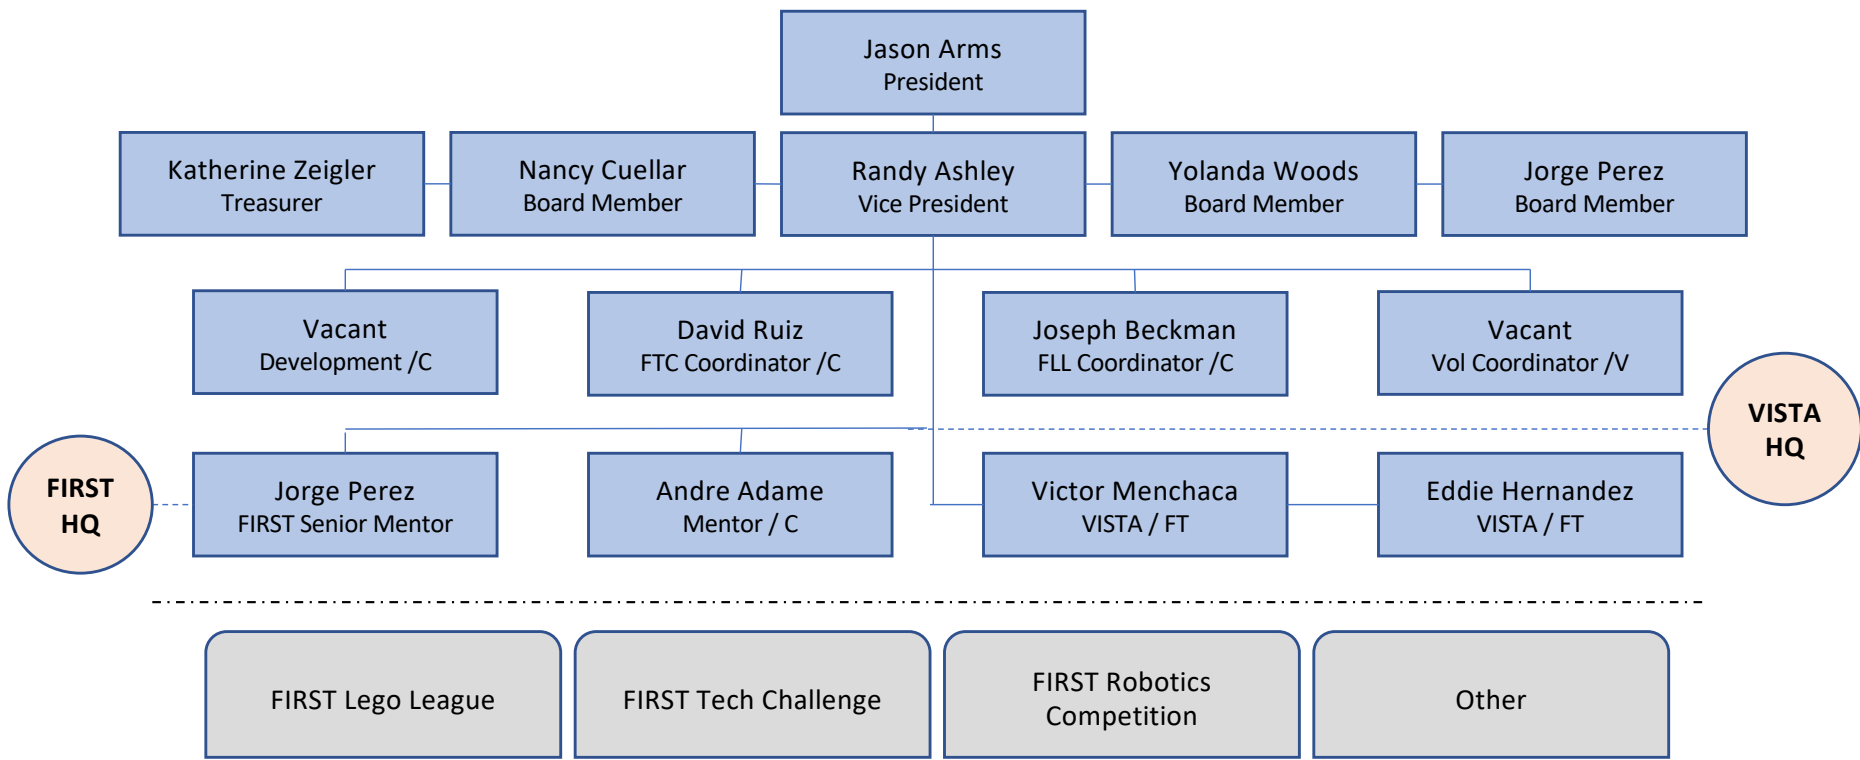 Jason Arms
President
Katherine Zeigler
Treasurer
Nancy Cuellar
Board Member
Randy Ashley
Vice President
Yolanda Woods
Board Member
Jorge Perez
Board Member
Vacant
Development /C
David Ruiz
FTC Coordinator /C
Joseph Beckman
FLL Coordinator /C
Vacant
Vol Coordinator /V
VISTA
HQ
FIRST
HQ
Jorge Perez
FIRST Senior Mentor
Andre Adame
Mentor / C
Victor Menchaca
VISTA / FT
Eddie Hernandez
VISTA / FT
FIRST Lego League
FIRST Tech Challenge
FIRST Robotics
Competition
Other